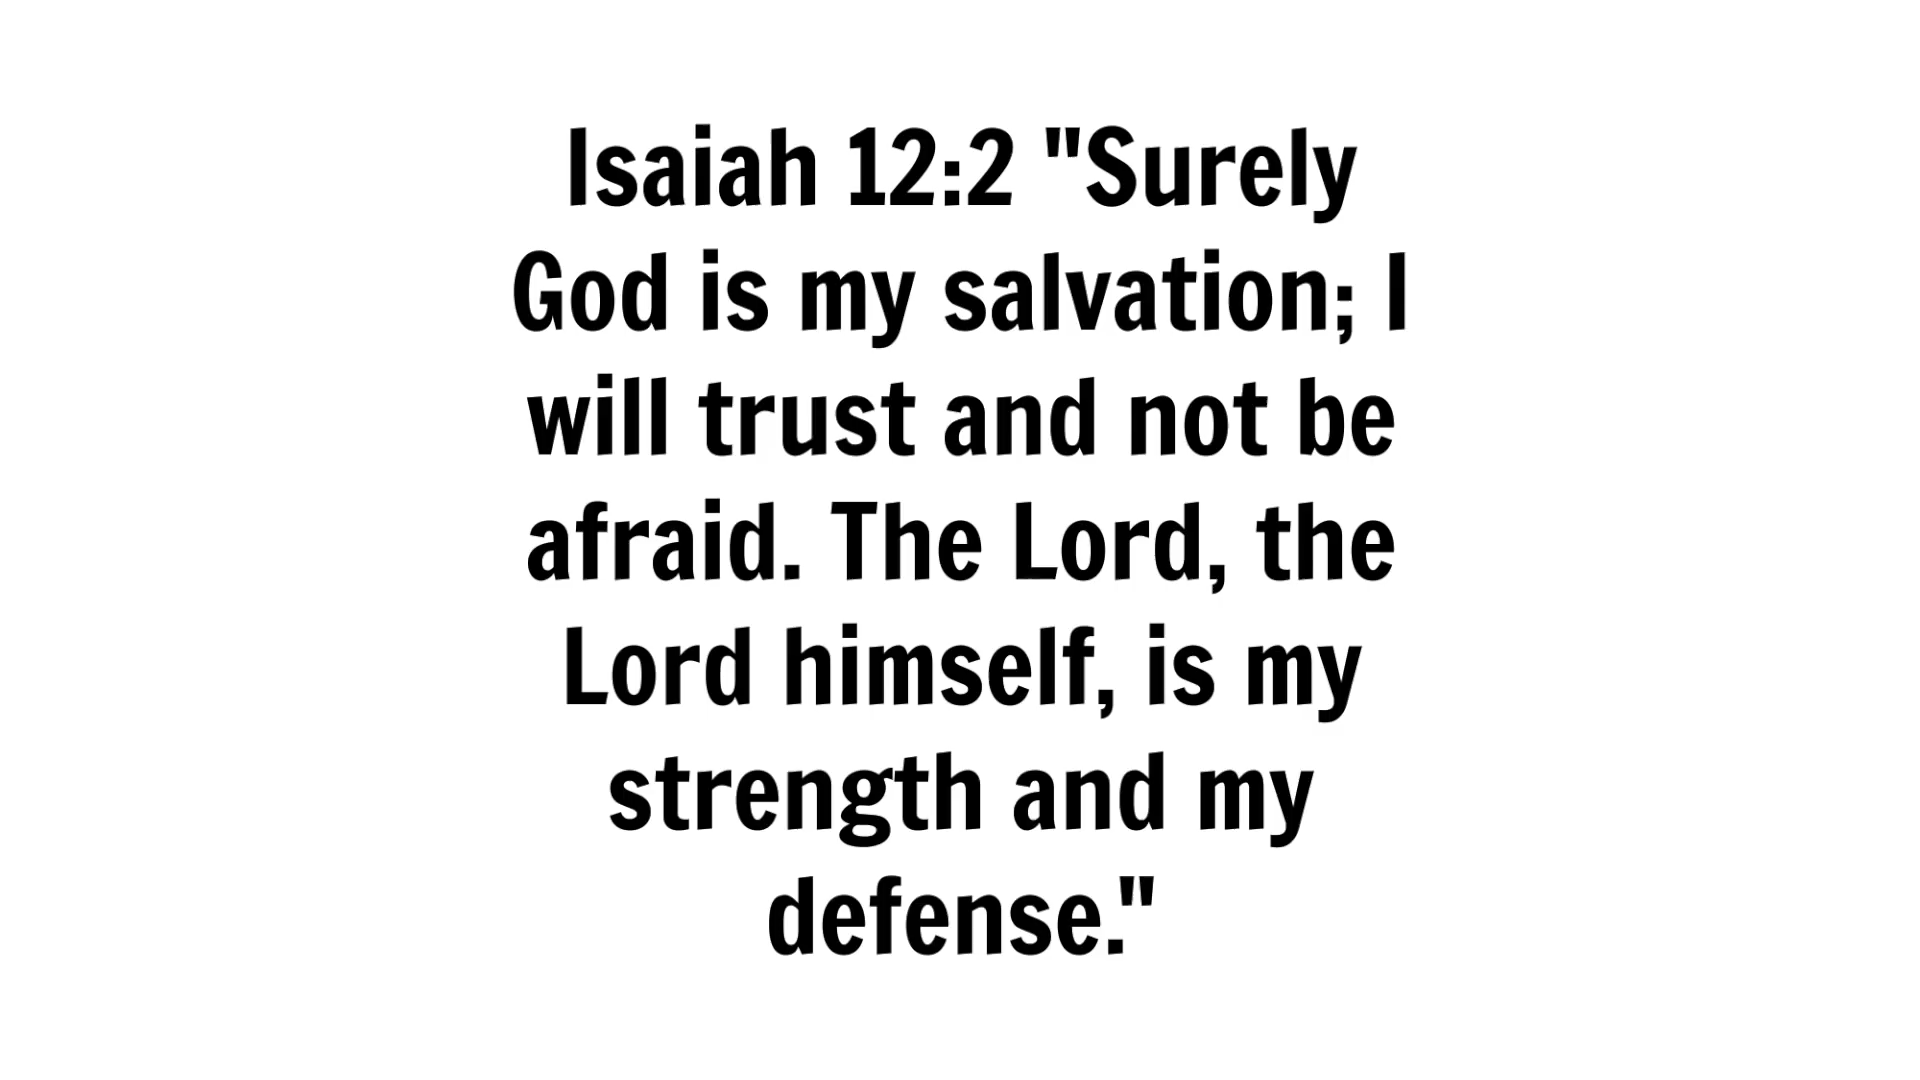 Isaiah 12:2 "Surely
God is my salvation; I
will trust and not be
afraid. The Lord, the
Lord himself, is my
strength and my
defense."